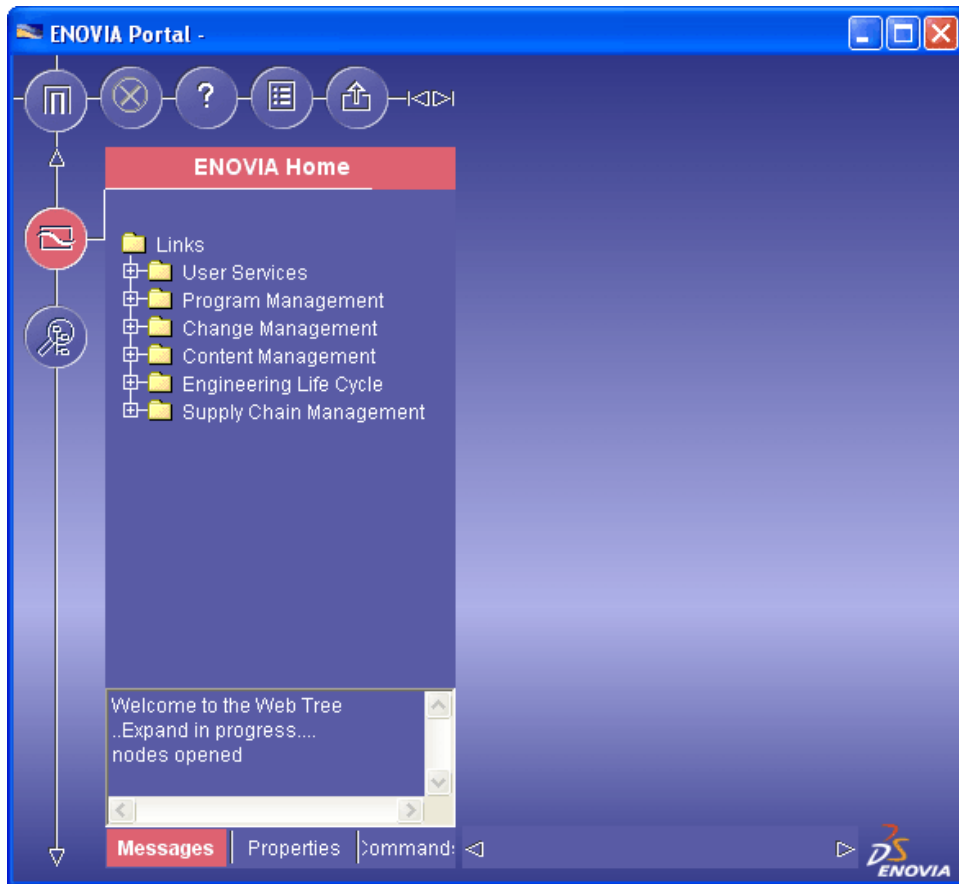 ENOVIA Portal -
?
ENOVIA Home
Links
User Services
Program Management
Change Management
Content Management
Engineering Life Cycle
Supply Chain Management
Welcome to the Web Tree
..Expand in progress....
nodes opened
Messages Properties Command
ENOVIA